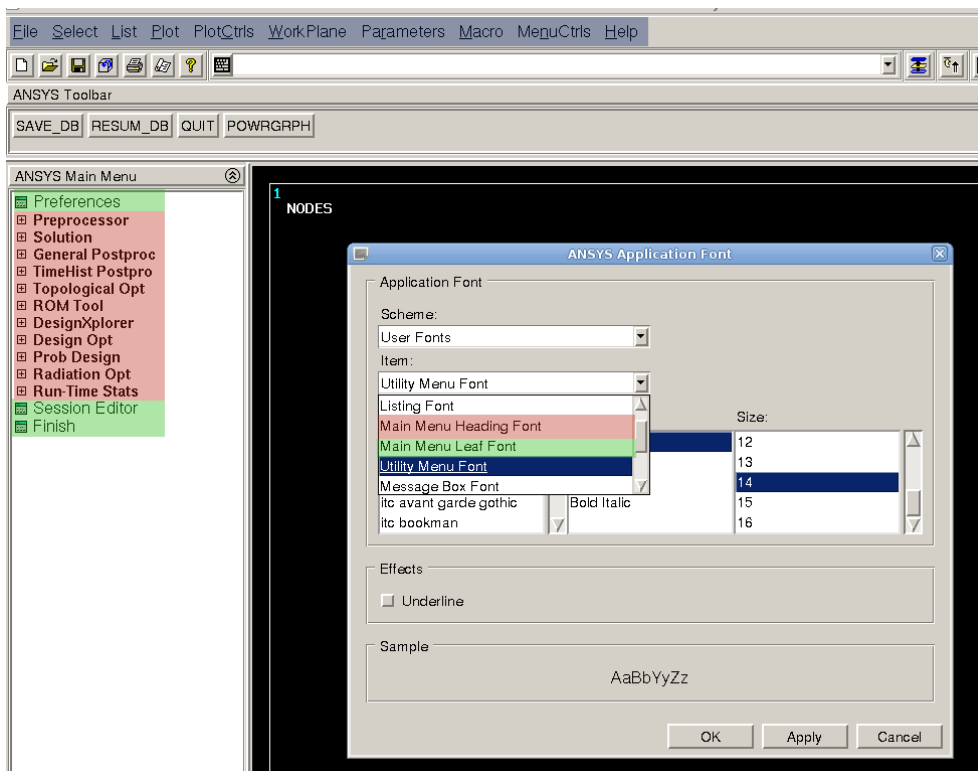 File Select List Plot PlotCtrls WorkPlane Parameters Macro MenuCtrls Help
ANSYS Toolbar
SAVE_DB RESUM_DB QUIT POWRGRPH
ANSYS Main Menu
Preferences
Preprocessor
Solution
General Postproc
TimeHist Postpro
Topological Opt
ROM Tool
DesignXplorer
Design Opt
Prob Design
Radiation Opt
Run-Time Stats
Session Editor
Finish
1
NODES
ANSYS Application Font
Application Font
Scheme:
User Fonts
Item:
Utility Menu Font
Listing Font
Main Menu Heading Font
Main Menu Leaf Font
Utility Menu Font
Message Box Font
itc avant garde gothic
itc bookman
Bold Italic
Size:
12
13
14
15
16
Effects
Underline
Sample
AaBbYyZz
OK Apply Cancel